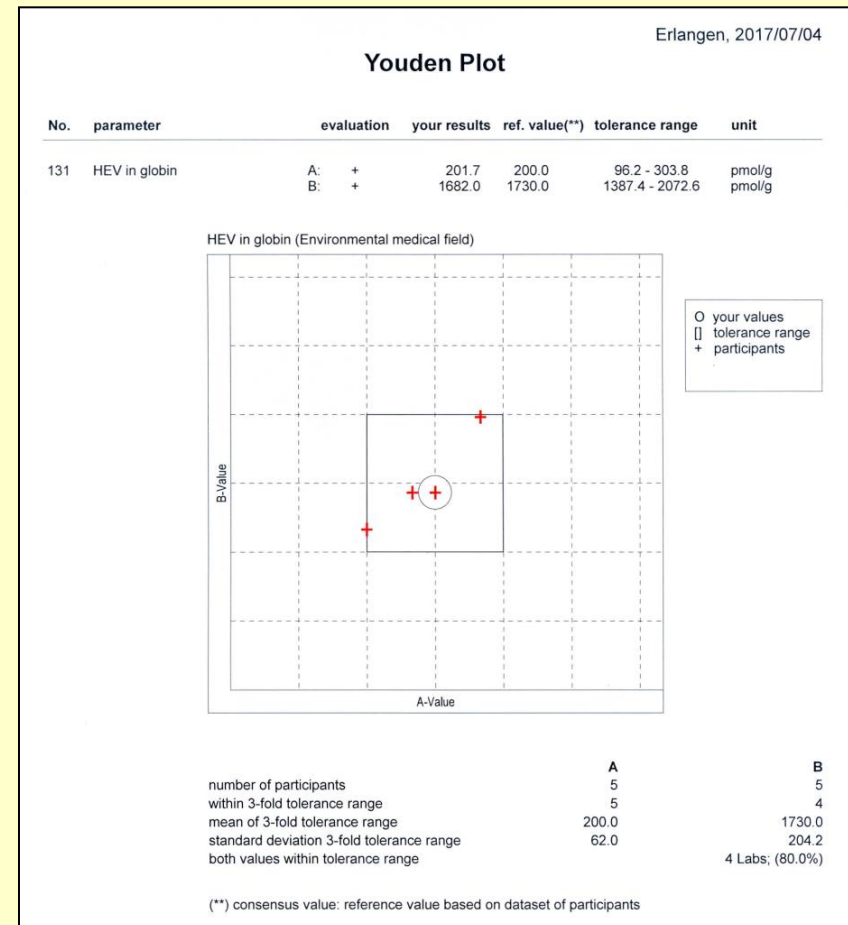 Erlangen, 2017/07/04
Youden Plot
No. parameter evaluation your results ref. value(**) tolerance range unit
131 HEV in globin A: + 201.7 200.0 96.2 - 303.8 pmol/g
B: + 1682.0 1730.0 1387.4 - 2072.6 pmol/g
HEV in globin (Environmental medical field)
O your values
[] tolerance range
+ participants
B-Value
A-Value
A B
number of participants 5 5
within 3-fold tolerance range 5 4
mean of 3-fold tolerance range 200.0 1730.0
standard deviation 3-fold tolerance range 62.0 204.2
both values within tolerance range 4 Labs; (80.0%)
(**) consensus value: reference value based on dataset of participants